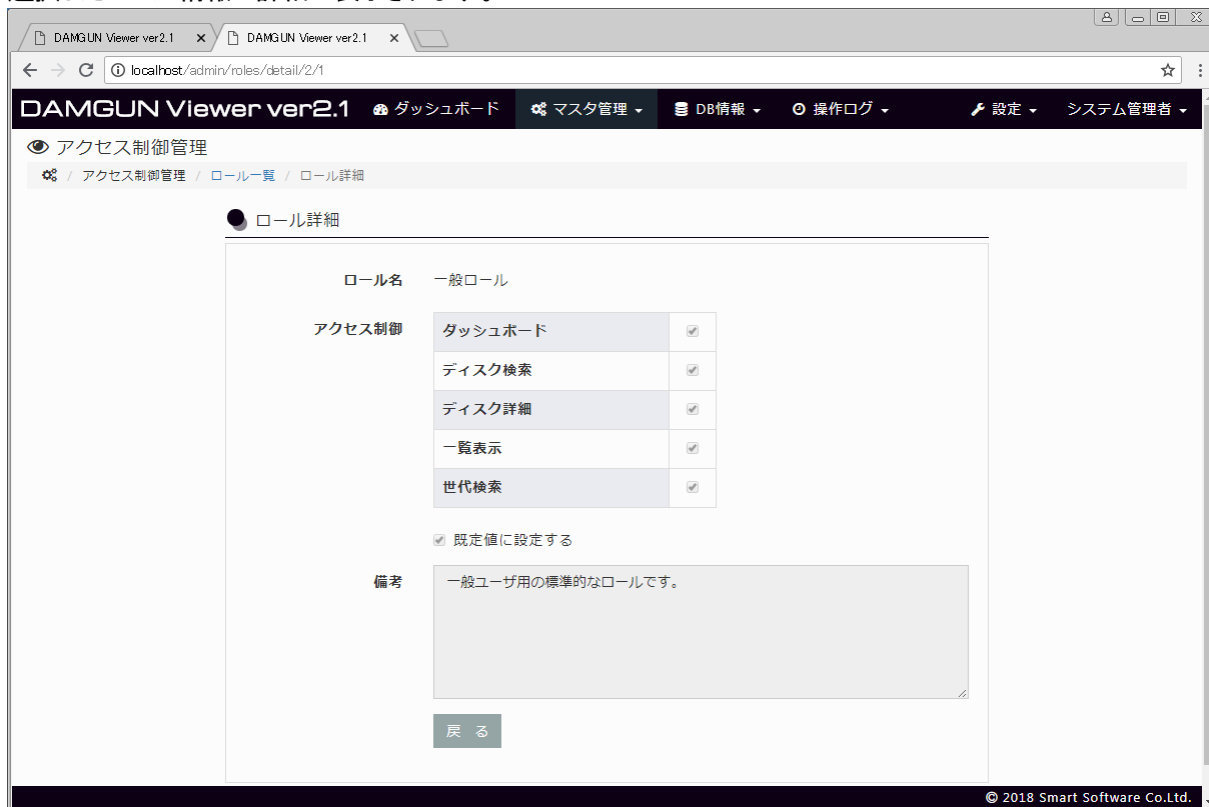 DAMGUN Viewer ver2.1
DAMGUN Viewer ver2.1
localhost/admin/roles/detail/2/1
DAMGUN Viewer ver2.1 ダッシュボード マスタ管理 DB情報 操作ログ 設定 システム管理者
アクセス制御管理
/ アクセス制御管理 / ロール一覧 / ロール詳細
ロール詳細
ロール名 一般ロール
アクセス制御 ダッシュボード
ディスク検索
ディスク詳細
一覧表示
世代検索
既定値に設定する
備考 一般ユーザ用の標準的なロールです。
戻 る
© 2018 Smart Software Co.Ltd.